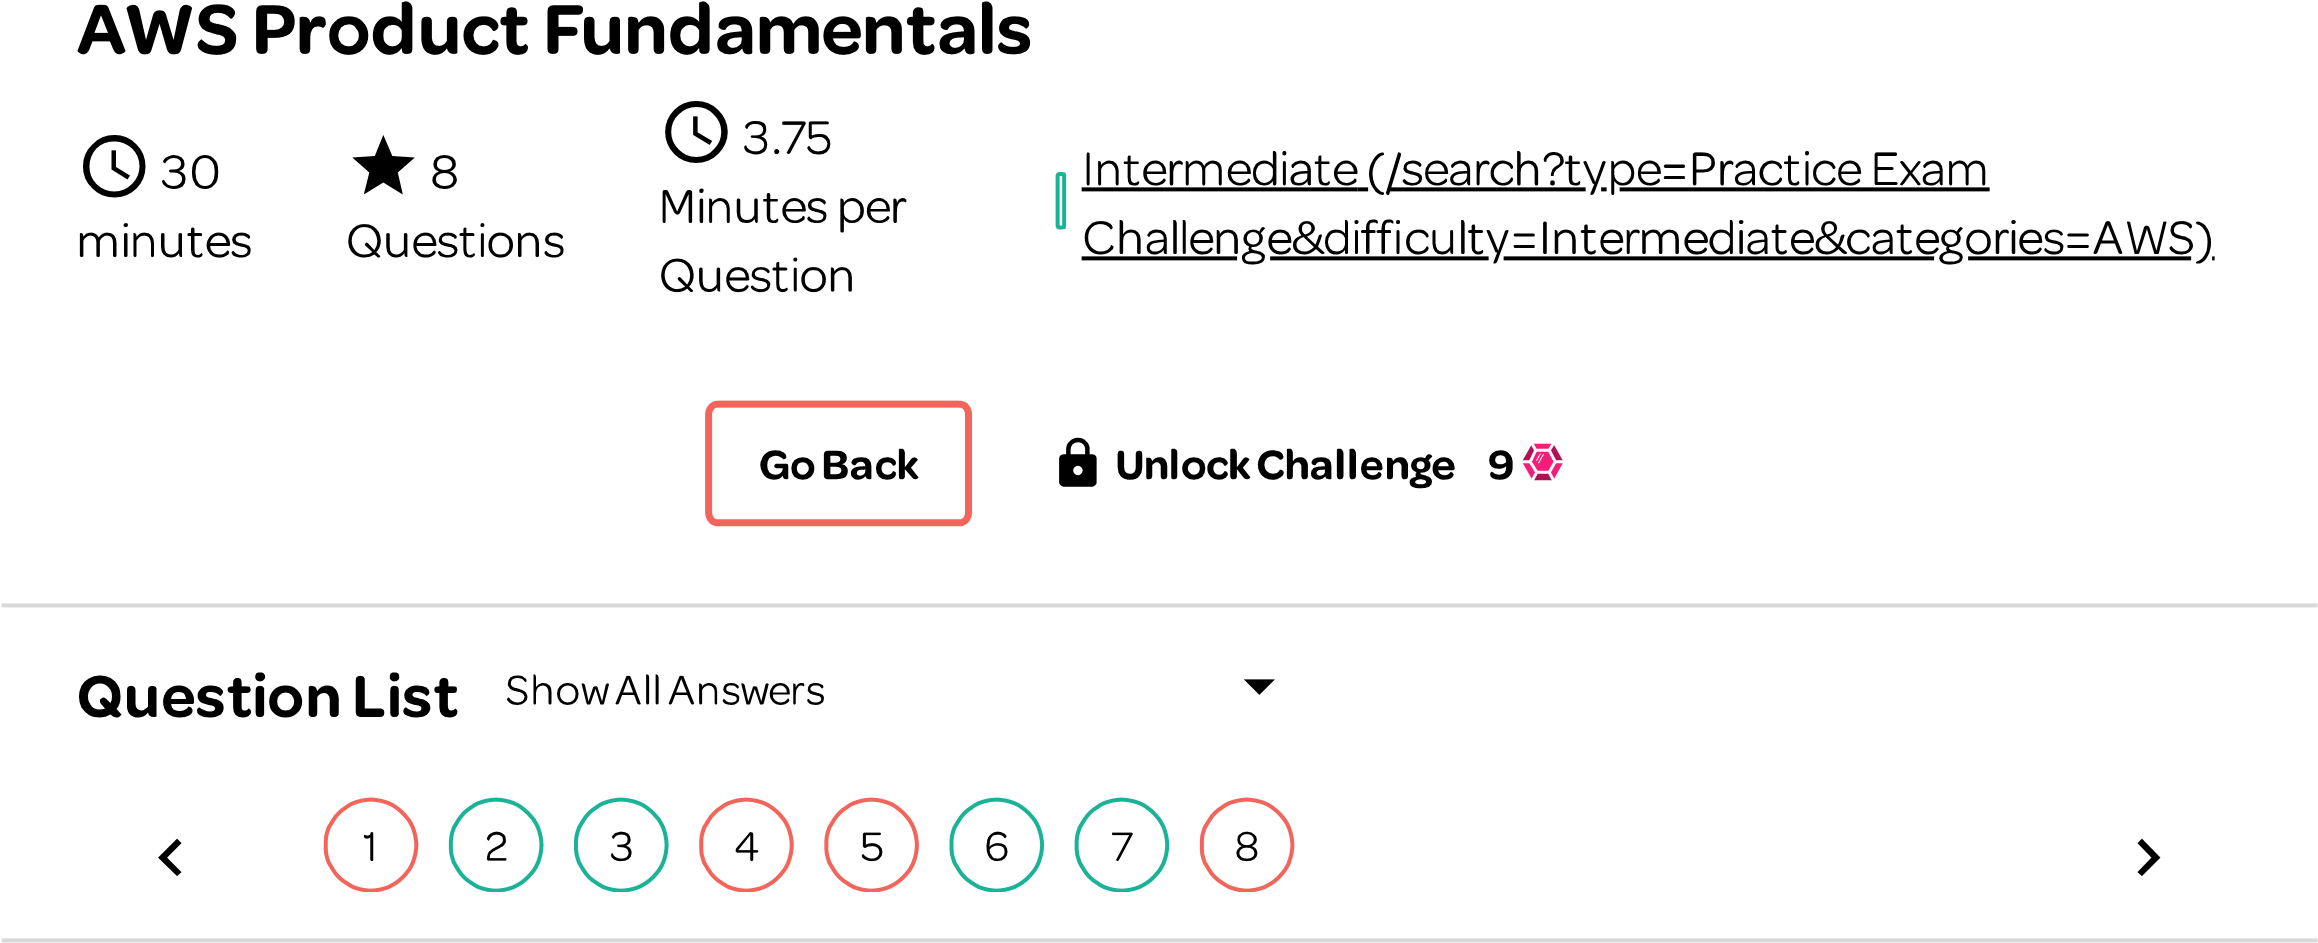 AWS Product Fundamentals
30
minutes
8
Questions
3.75
Minutes per
Question
Intermediate (/search?type=Practice Exam
Challenge&difficulty=Intermediate&categories=AWS)
Go Back
Unlock Challenge 9
Question List Show All Answers
1 2 3 4 5 6 7 8